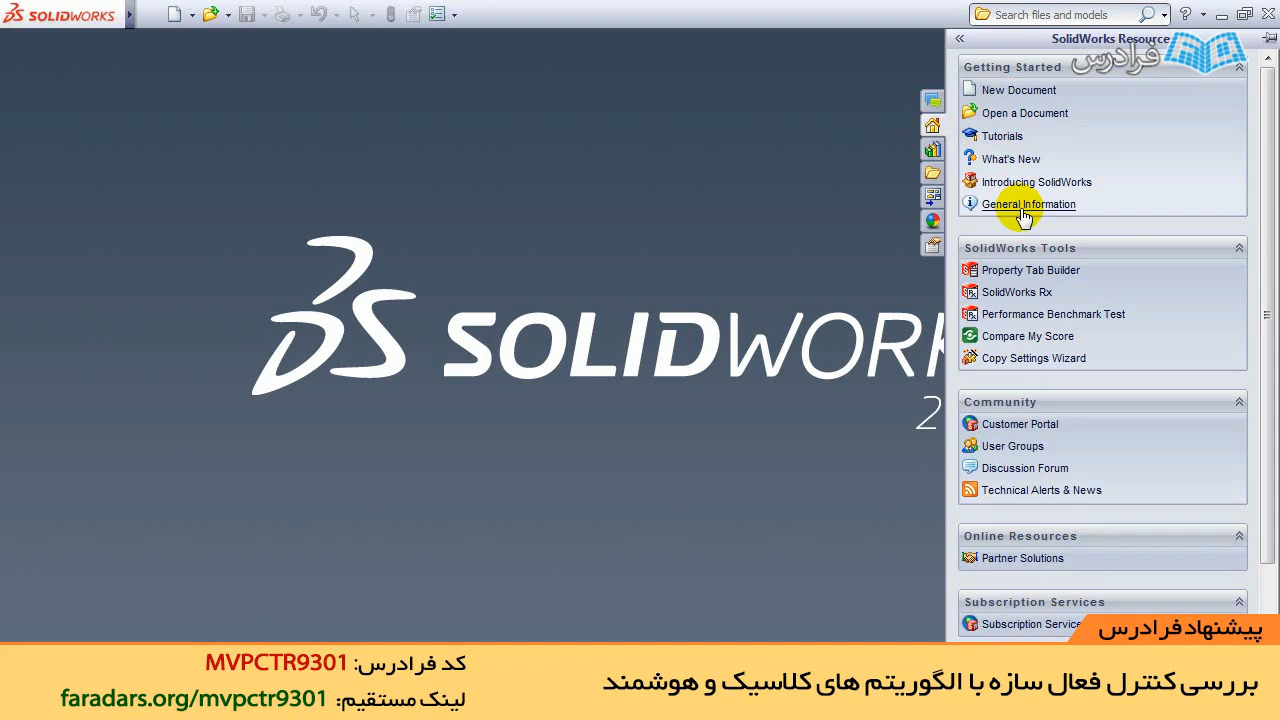 SOLIDWORKS
Search files and models
SolidWorks Resource
فرادرس
Getting Started
New Document
Open a Document
Tutorials
What's New
Introducing SolidWorks
General Information
SolidWorks Tools
Property Tab Builder
SolidWorks Rx
Performance Benchmark Test
Compare My Score
Copy Settings Wizard
Community
Customer Portal
User Groups
Discussion Forum
Technical Alerts & News
Online Resources
Partner Solutions
Subscription Services
Subscription Service
SOLIDWORK
2
پیشنهاد فرادرس
بررسی کنترل فعال سازه با الگوریتم های کلاسیک و هوشمند
کد فرادرس: MVPCTR9301
لینک مستقیم: faradars.org/mvpctr9301